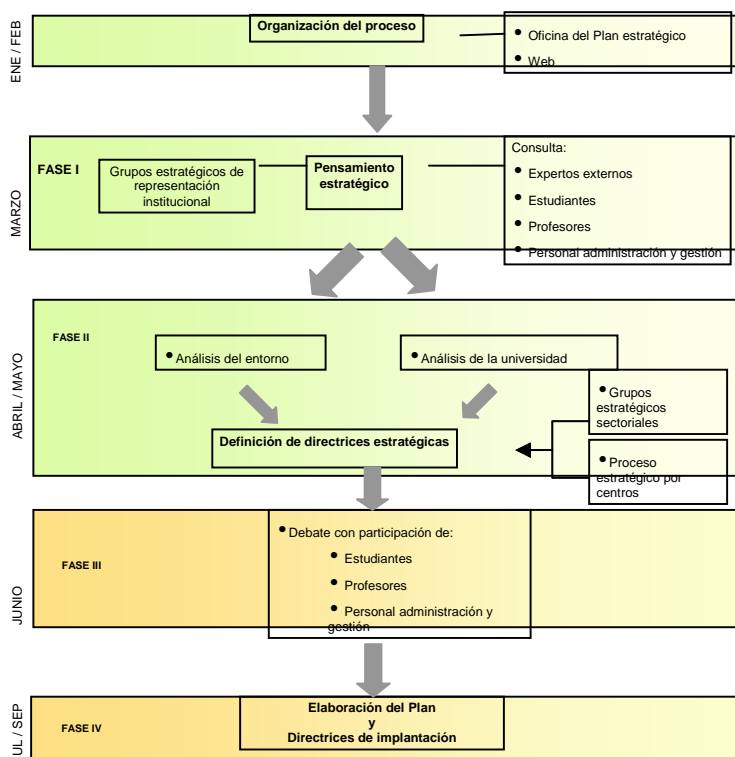 ENE / FEB
Organización del proceso
• Oficina del Plan estratégico
• Web
MARZO
FASE I
Grupos estratégicos de
representación
institucional
Pensamiento
estratégico
Consulta:
• Expertos externos
• Estudiantes
• Profesores
• Personal administración y gestión
ABRIL / MAYO
FASE II
• Análisis del entorno
• Análisis de la universidad
• Grupos
estratégicos
sectoriales
Definición de directrices estratégicas
• Proceso
estratégico por
centros
JUNIO
FASE III
• Debate con participación de:
• Estudiantes
• Profesores
• Personal administración y
gestión
UL / SEP
FASE IV
Elaboración del Plan
y
Directrices de implantación